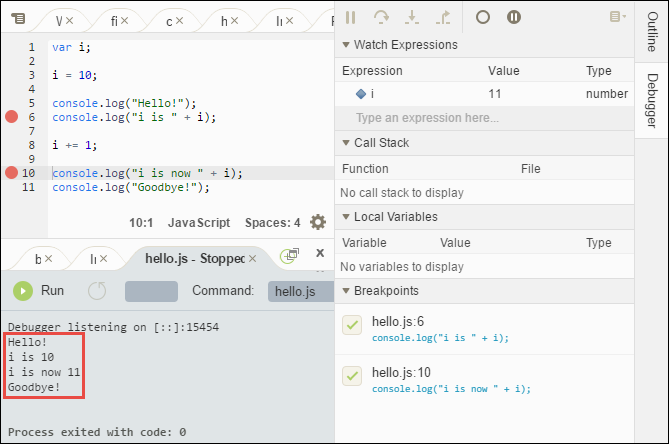 V
fi
c
h
I
1 var i;
2
3 i = 10;
4
5 console.log("Hello!");
6 console.log("i is " + i);
7
8 i += 1;
9
10 console.log("i is now " + i);
11 console.log("Goodbye!");
10:1 JavaScript Spaces: 4
b
hello.js - Stopped
Run Command: hello.js
Debugger listening on [::]:15454
Hello!
i is 10
i is now 11
Goodbye!
Process exited with code: 0
Watch Expressions
Expression Value Type
i 11 number
Type an expression here...
Call Stack
Function File
No call stack to display
Local Variables
Variable Value Type
No variables to display
Breakpoints
hello.js:6
console.log("i is " + i);
hello.js:10
console.log("i is now " + i);
Outline
Debugger